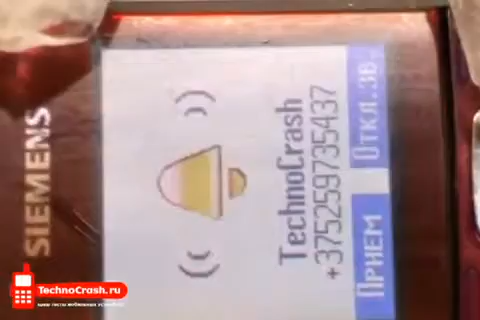 SIEMENS
TechnoCrash
+375259735437
Прием
Откл.зв.
TechnoCrash.ru